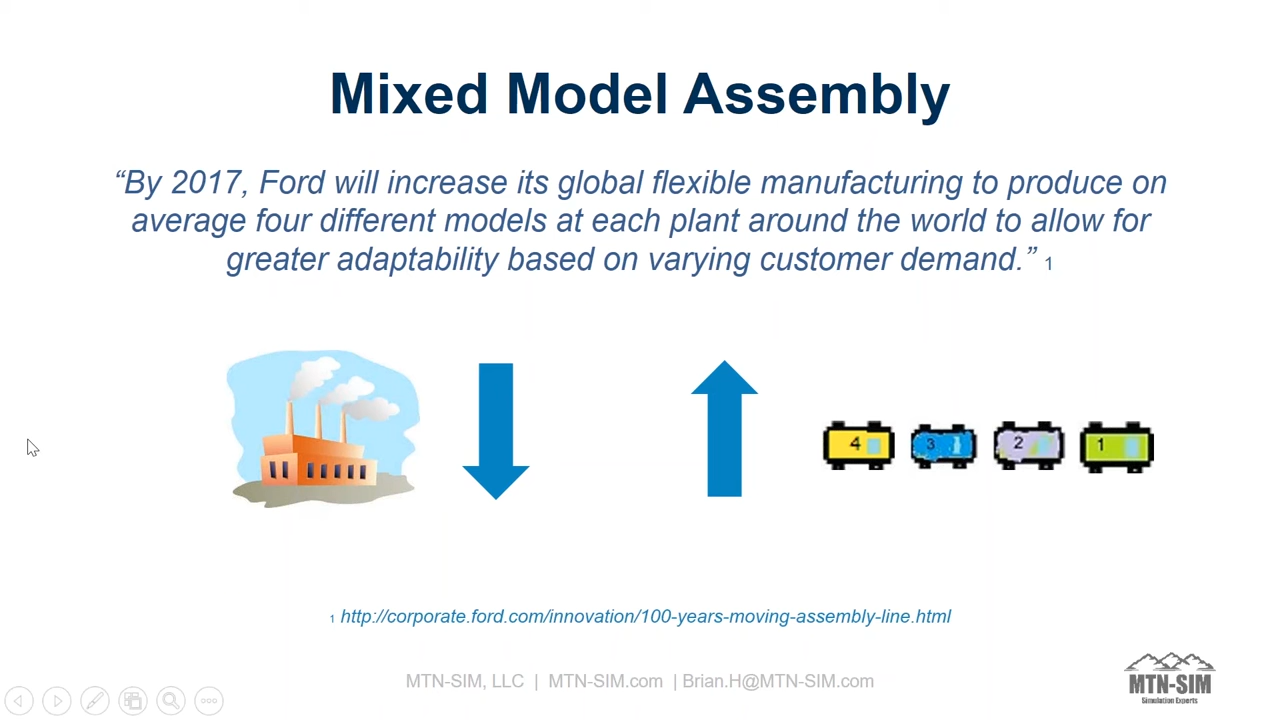 Mixed Model Assembly
“By 2017, Ford will increase its global flexible manufacturing to produce on
average four different models at each plant around the world to allow for
greater adaptability based on varying customer demand.” 1
4 3 2 1
1 http://corporate.ford.com/innovation/100-years-moving-assembly-line.html
MTN-SIM, LLC | MTN-SIM.com | Brian.H@MTN-SIM.com
MTN-SIM
Simulation Experts